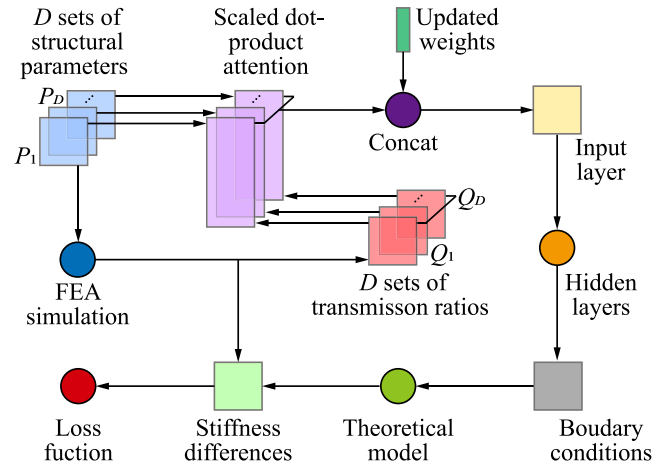 D sets of
structural
parameters
Scaled dot-
product
attention
Updated
weights
P_D
P_1
Concat
Input
layer
Q_D
Q_1
FEA
simulation
D sets of
transmisson ratios
Hidden
layers
Loss
fuction
Stiffness
differences
Theoretical
model
Boudary
conditions